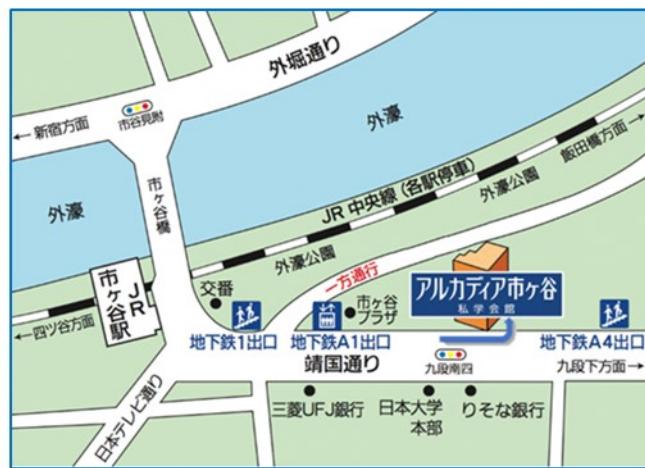 外堀通り
←新宿方面
市谷見附
外濠
飯田橋方面→
市ヶ谷橋
JR 中央線(各駅停車)
外濠公園
外濠
外濠公園
一方通行
JR
市ヶ谷駅
交番
市ヶ谷
プラザ
アルカディア市ヶ谷
私学会館
←四ツ谷方面
地下鉄1出口
地下鉄A1出口
地下鉄A4出口
靖国通り
九段南四
九段下方面→
日本テレビ通り
三菱UFJ銀行
日本大学
本部
りそな銀行